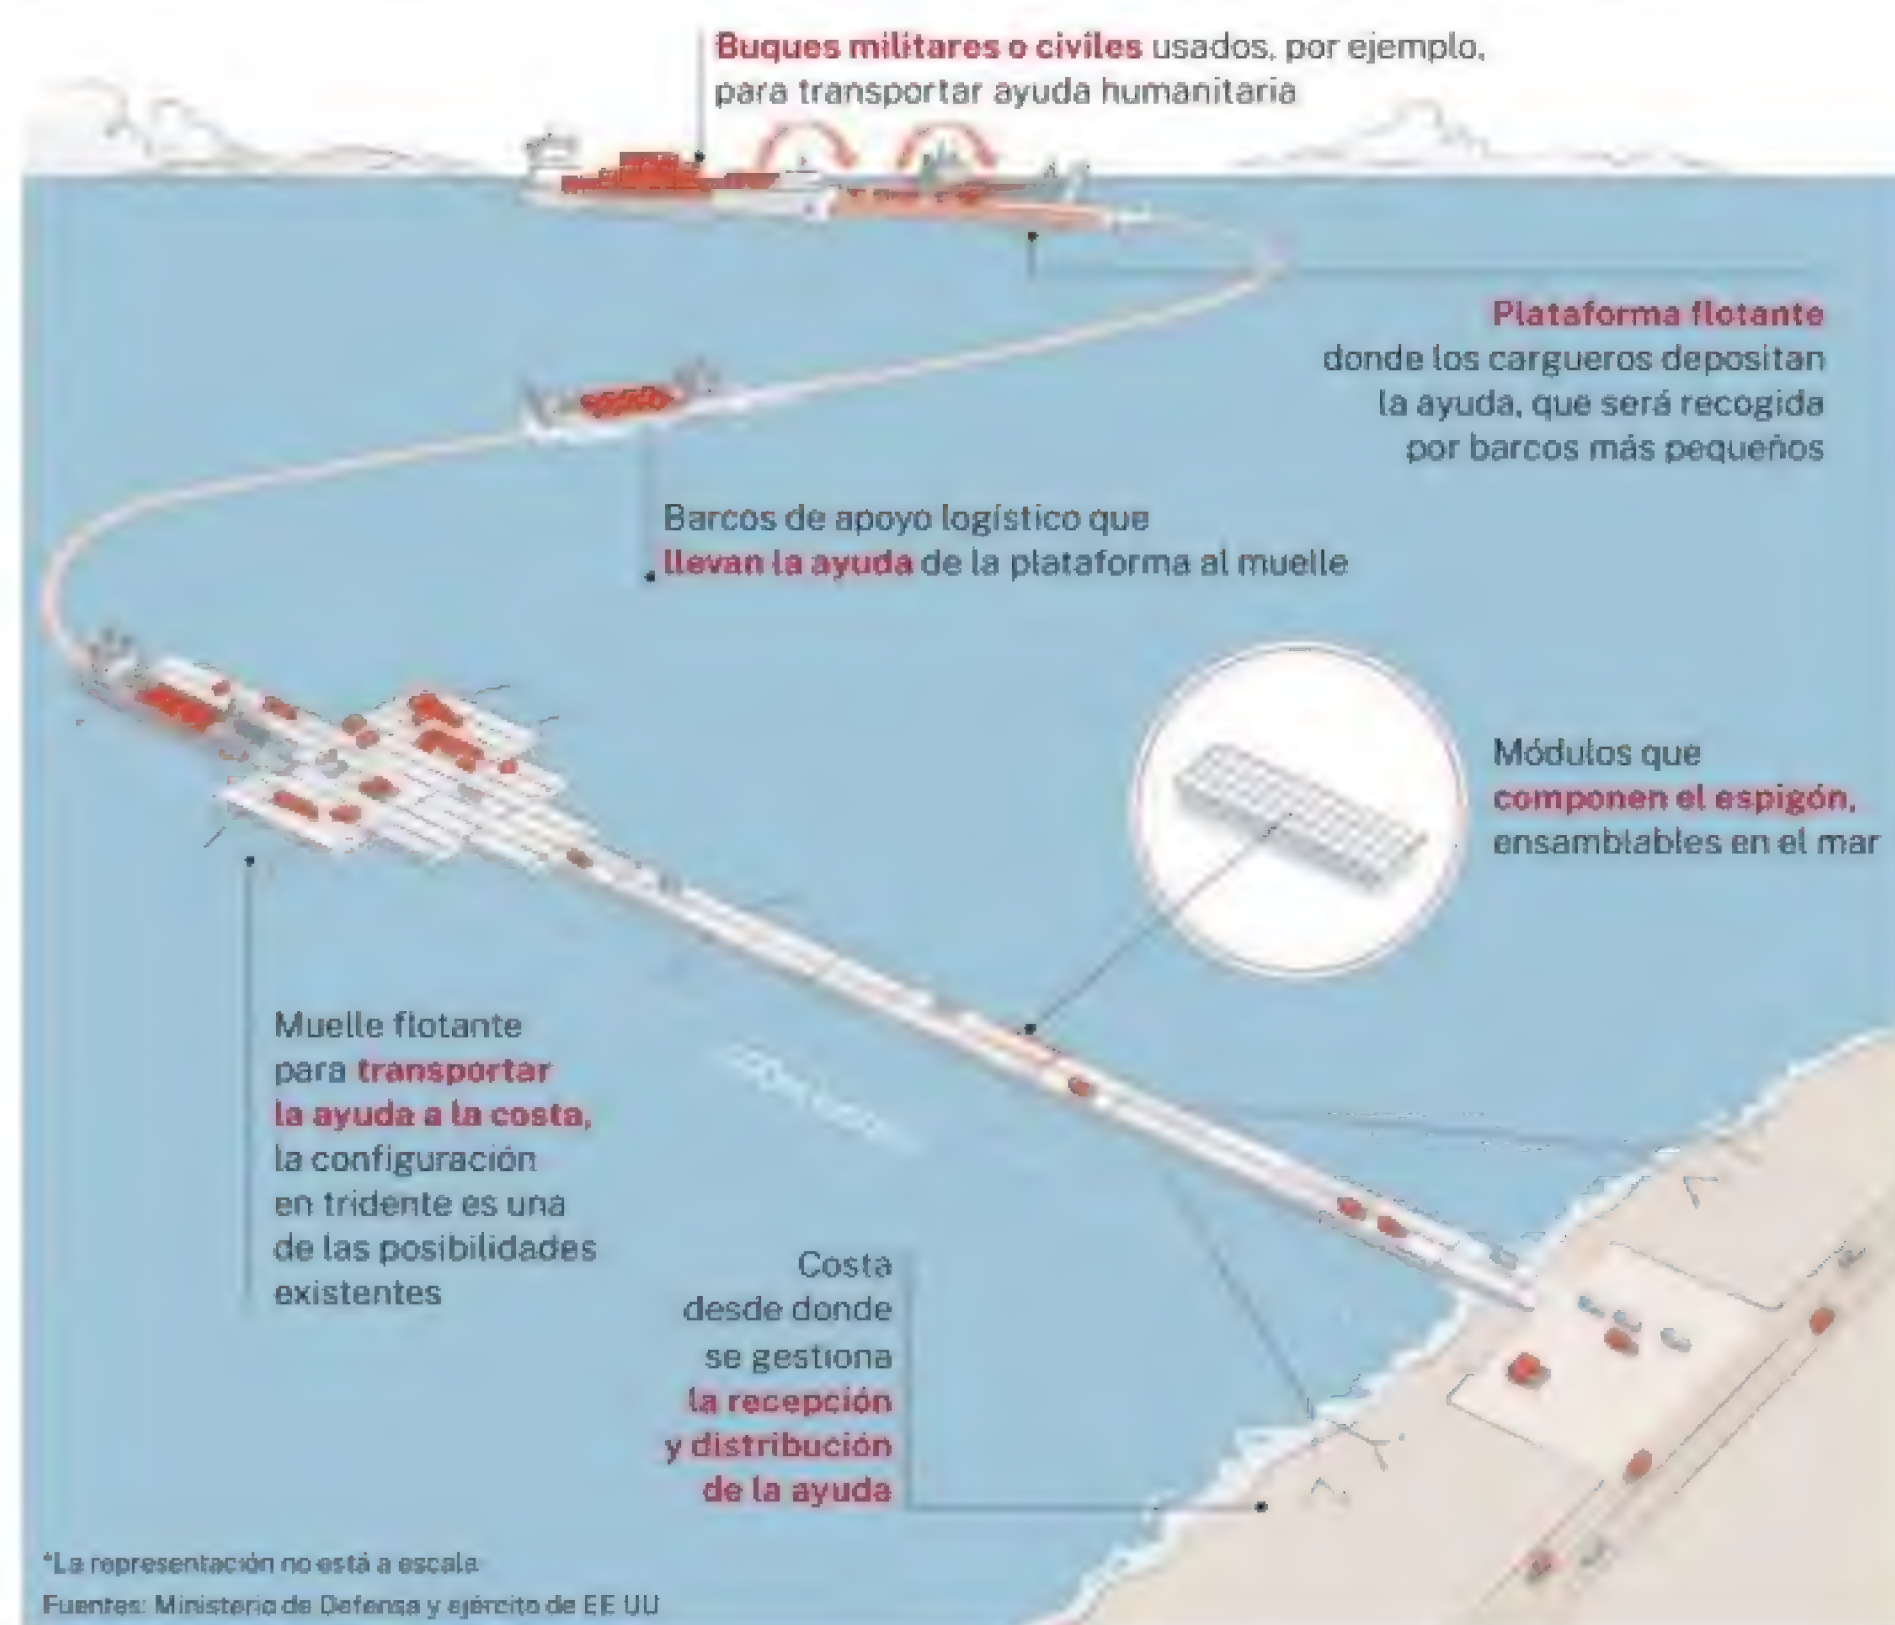 Buques militares o civiles usados, por ejemplo,
para transportar ayuda humanitaria
Plataforma flotante
donde los cargueros depositan
la ayuda, que será recogida
por barcos más pequeños
Barcos de apoyo logístico que
llevan la ayuda de la plataforma al muelle
Módulos que
componen el espigón,
ensamblables en el mar
Muelle flotante
para transportar
la ayuda a la costa,
la configuración
en tridente es una
de las posibilidades
existentes
Costa
desde donde
se gestiona
la recepción
y distribución
de la ayuda
*La representación no está a escala
Fuentes: Ministerio de Defensa y ejército de EE UU